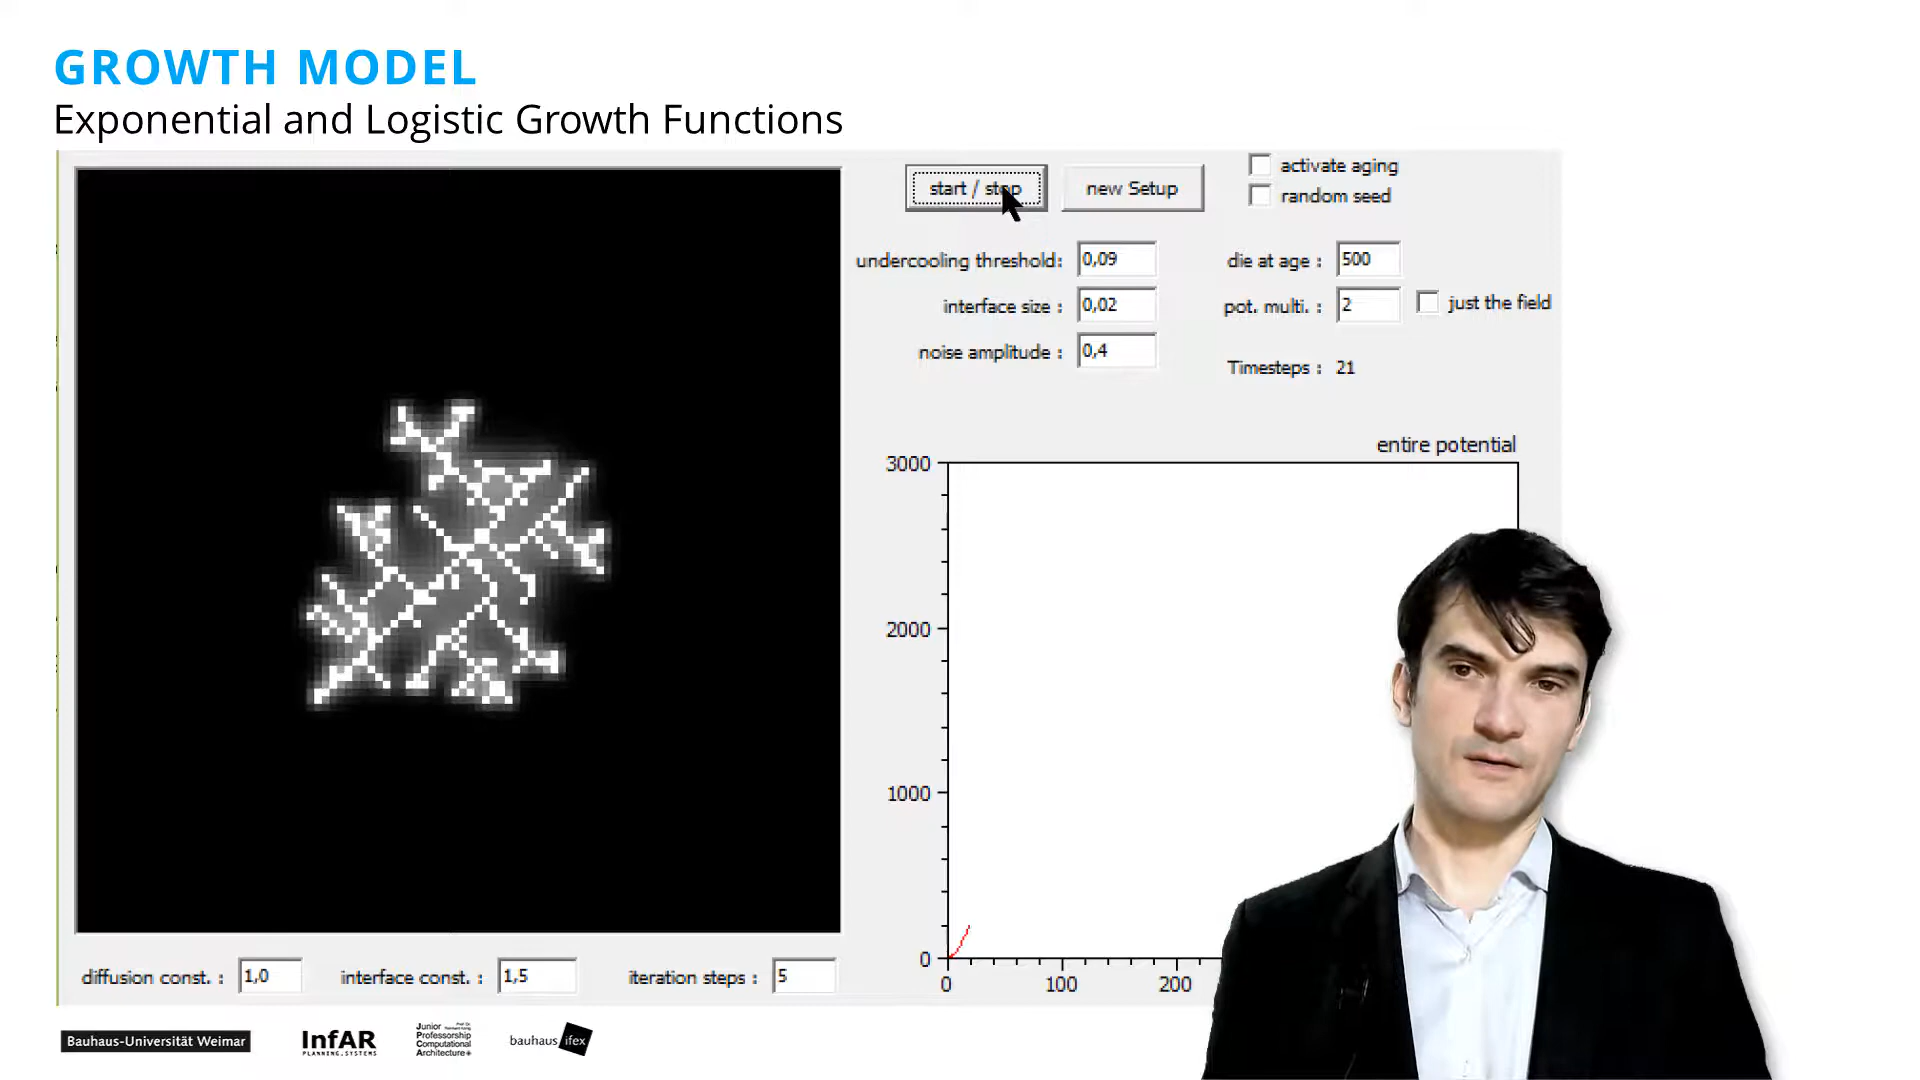 GROWTH MODEL
Exponential and Logistic Growth Functions
start / stop
new Setup
activate aging
random seed
undercooling threshold: 0,09
die at age : 500
interface size : 0,02
pot. multi. : 2
just the field
noise amplitude : 0,4
Timesteps : 21
entire potential
3000
2000
1000
0
0 100 200
diffusion const. : 1,0
interface const. : 1,5
iteration steps : 5
Bauhaus-Universität Weimar
InfAR
PLANNING.SYSTEMS
Junior
Professorship
Computational
Architecture+
bauhaus ifex